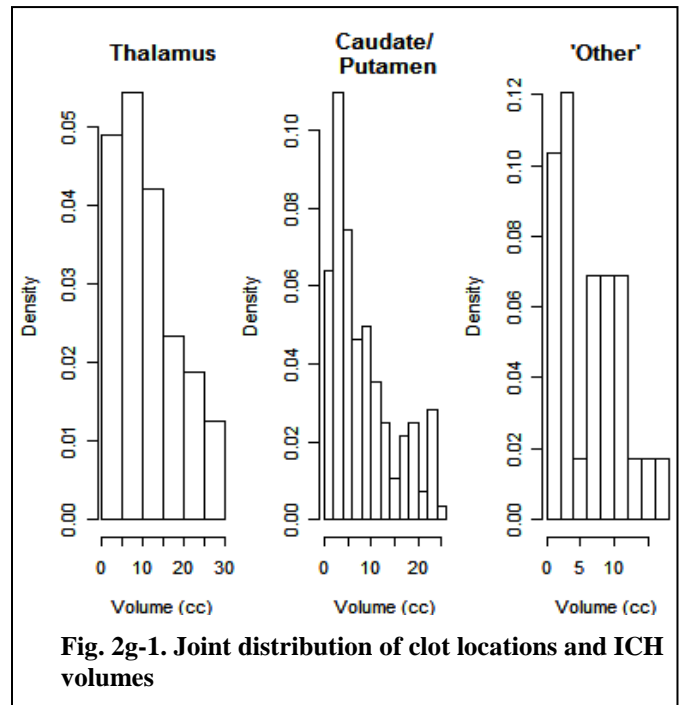 Thalamus
Caudate/
Putamen
'Other'
Density
0.00
0.01
0.02
0.03
0.04
0.05
0
10
20
30
Volume (cc)
Density
0.00
0.02
0.04
0.06
0.08
0.10
0
10
20
Volume (cc)
Density
0.00
0.02
0.04
0.06
0.08
0.10
0.12
0
5
10
Volume (cc)
Fig. 2g-1. Joint distribution of clot locations and ICH
volumes